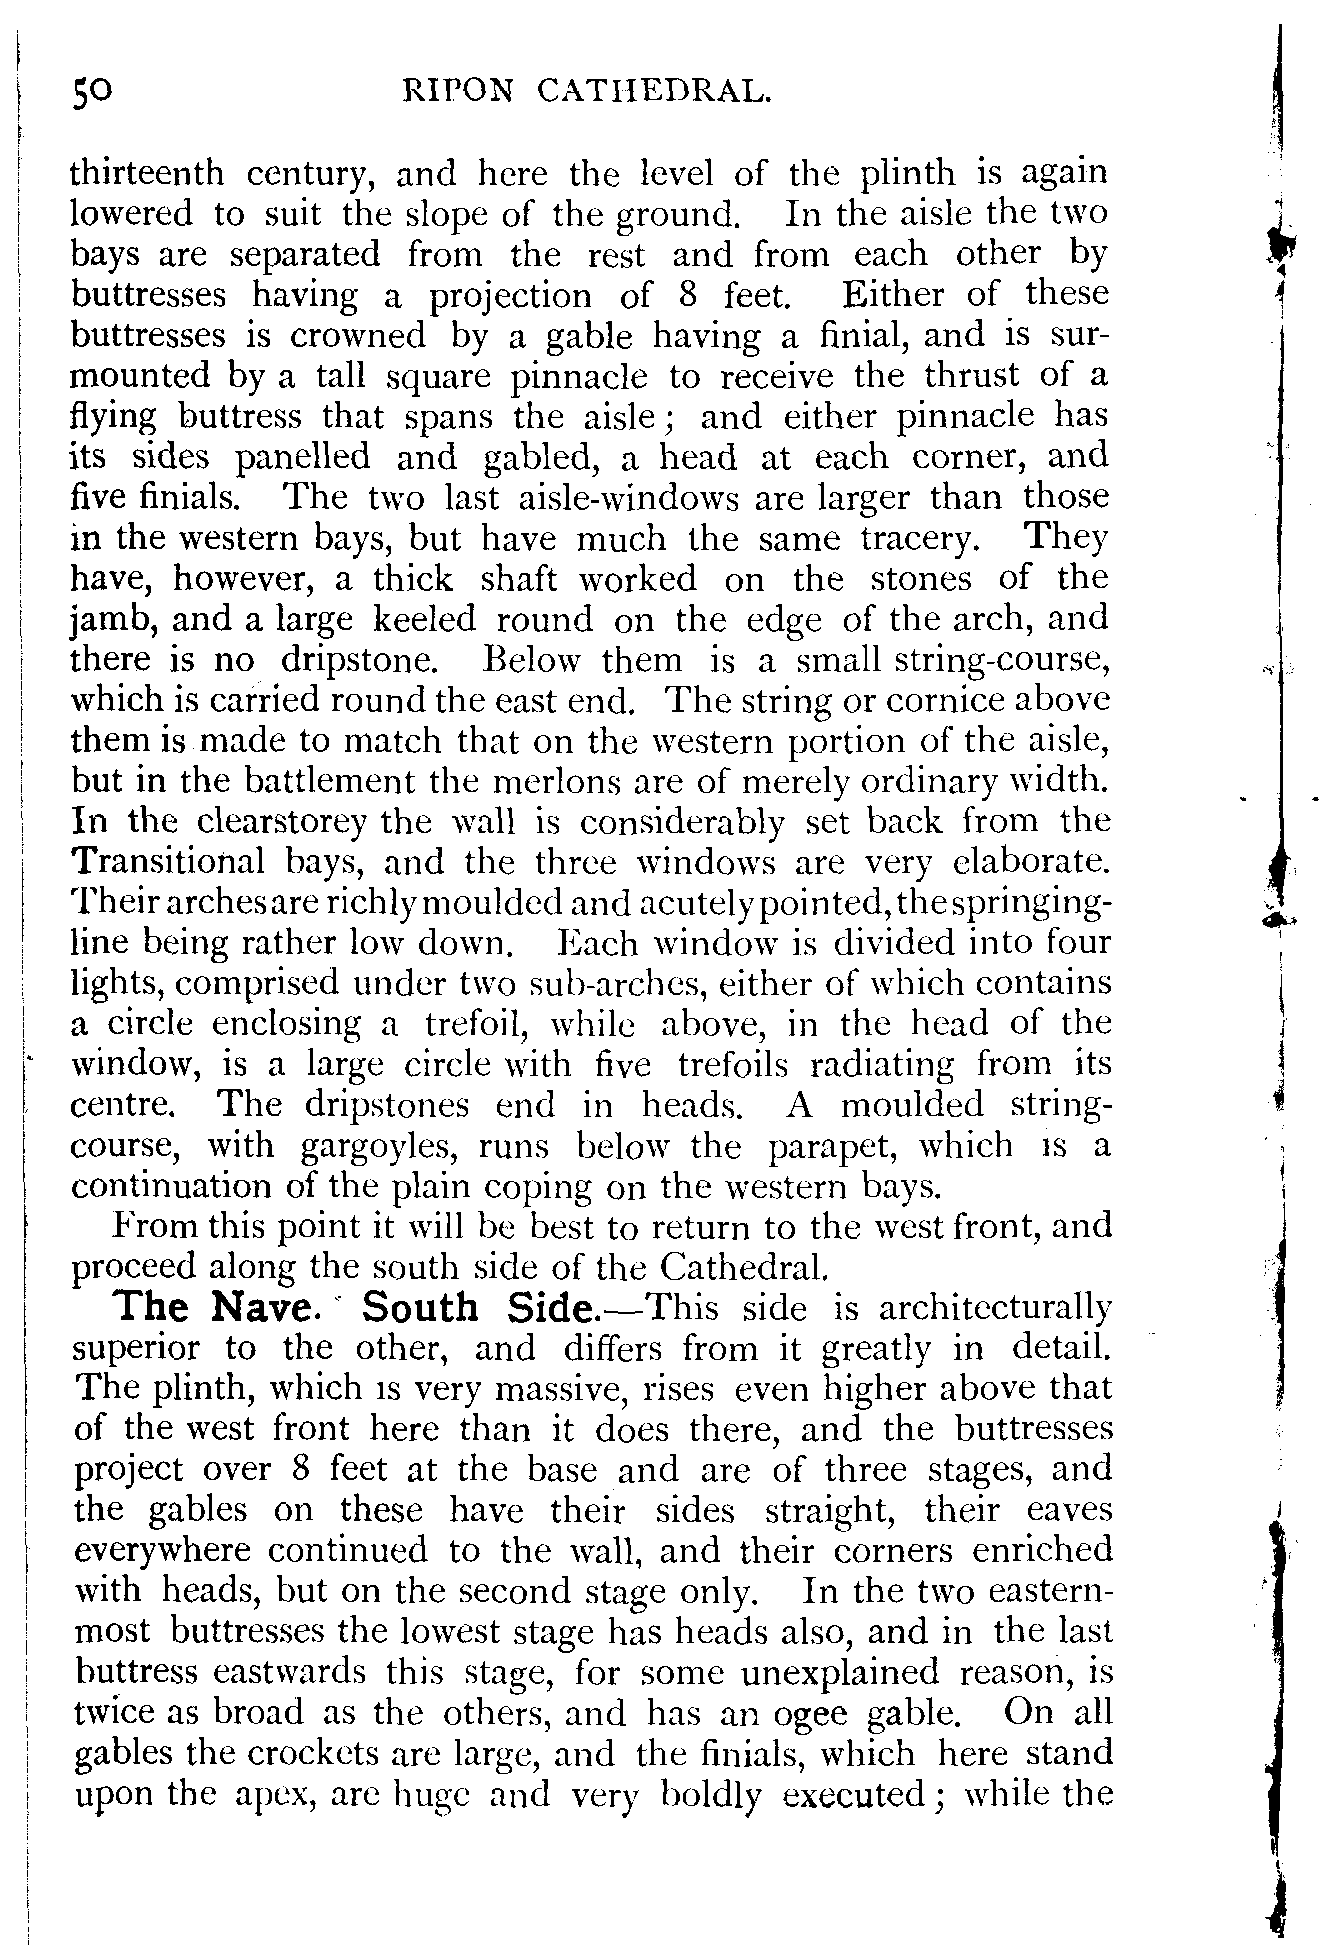 50 RIPON CATHEDRAL.
thirteenth century, and here the level of the plinth is again
lowered to suit the slope of the ground. In the aisle the two
bays are separated from the rest and from each other by
buttresses having a projection of 8 feet. Either of these
buttresses is crowned by a gable having a finial, and is sur-
mounted by a tall square pinnacle to receive the thrust of a
flying buttress that spans the aisle; and either pinnacle has
its sides panelled and gabled, a head at each corner, and
five finials. The two last aisle-windows are larger than those
in the western bays, but have much the same tracery. They
have, however, a thick shaft worked on the stones of the
jamb, and a large keeled round on the edge of the arch, and
there is no dripstone. Below them is a small string-course,
which is carried round the east end. The string or cornice above
them is made to match that on the western portion of the aisle,
but in the battlement the merlons are of merely ordinary width.
In the clearstorey the wall is considerably set back from the
Transitional bays, and the three windows are very elaborate.
Their arches are richly moulded and acutely pointed, the springing-
line being rather low down. Each window is divided into four
lights, comprised under two sub-arches, either of which contains
a circle enclosing a trefoil, while above, in the head of the
window, is a large circle with five trefoils radiating from its
centre. The dripstones end in heads. A moulded string-
course, with gargoyles, runs below the parapet, which is a
continuation of the plain coping on the western bays.
From this point it will be best to return to the west front, and
proceed along the south side of the Cathedral.
The Nave. South Side.—This side is architecturally
superior to the other, and differs from it greatly in detail.
The plinth, which is very massive, rises even higher above that
of the west front here than it does there, and the buttresses
project over 8 feet at the base and are of three stages, and
the gables on these have their sides straight, their eaves
everywhere continued to the wall, and their corners enriched
with heads, but on the second stage only. In the two eastern-
most buttresses the lowest stage has heads also, and in the last
buttress eastwards this stage, for some unexplained reason, is
twice as broad as the others, and has an ogee gable. On all
gables the crockets are large, and the finials, which here stand
upon the apex, are huge and very boldly executed; while the